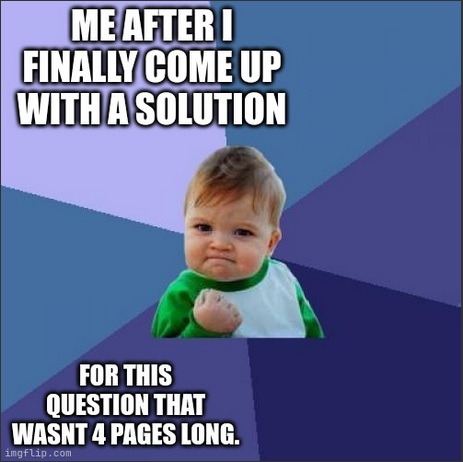 ME AFTER I
FINALLY COME UP
WITH A SOLUTION
FOR THIS
QUESTION THAT
WASNT 4 PAGES LONG.
imgflip.com